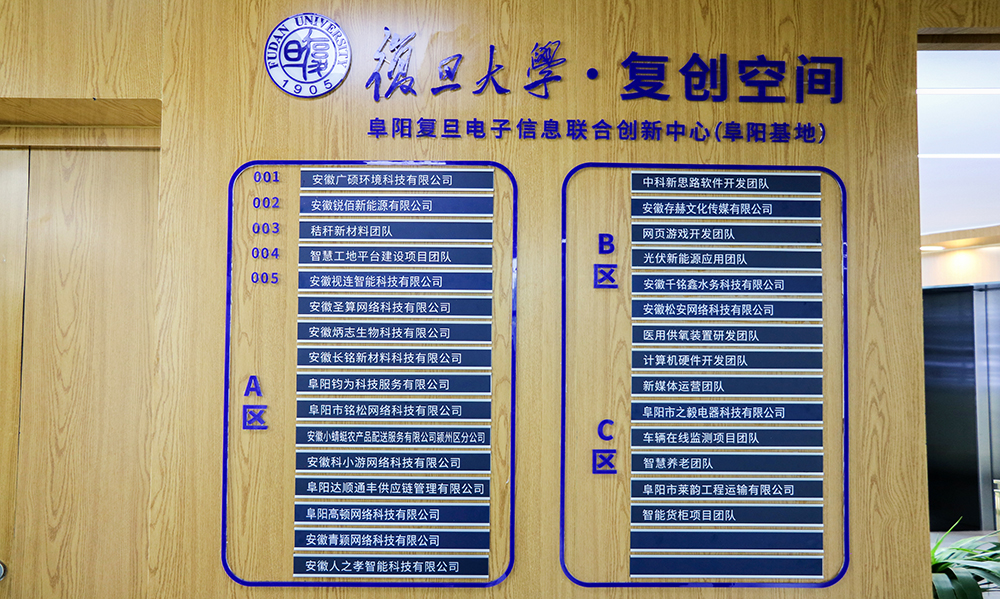 FUDAN UNIVERSITY
1905
復旦大學·复创空间
阜阳复旦电子信息联合创新中心(阜阳基地)
001 安徽广硕环境科技有限公司
002 安徽锐佰新能源有限公司
003 秸秆新材料团队
004 智慧工地平台建设项目团队
005 安徽视连智能科技有限公司
安徽圣算网络科技有限公司
安徽炳志生物科技有限公司
安徽长铭新材料科技有限公司
A区
阜阳钧为科技服务有限公司
阜阳市铭松网络科技有限公司
安徽小蜻蜓农产品配送服务有限公司颍州区分公司
安徽科小游网络科技有限公司
阜阳达顺通丰供应链管理有限公司
阜阳高顿网络科技有限公司
安徽青颖网络科技有限公司
安徽人之孝智能科技有限公司
中科新思路软件开发团队
安徽存赫文化传媒有限公司
B区
网页游戏开发团队
光伏新能源应用团队
安徽千铭鑫水务科技有限公司
安徽松安网络科技有限公司
医用供氧装置研发团队
计算机硬件开发团队
新媒体运营团队
C区
阜阳市之毅电器科技有限公司
车辆在线监测项目团队
智慧养老团队
阜阳市莱韵工程运输有限公司
智能货柜项目团队